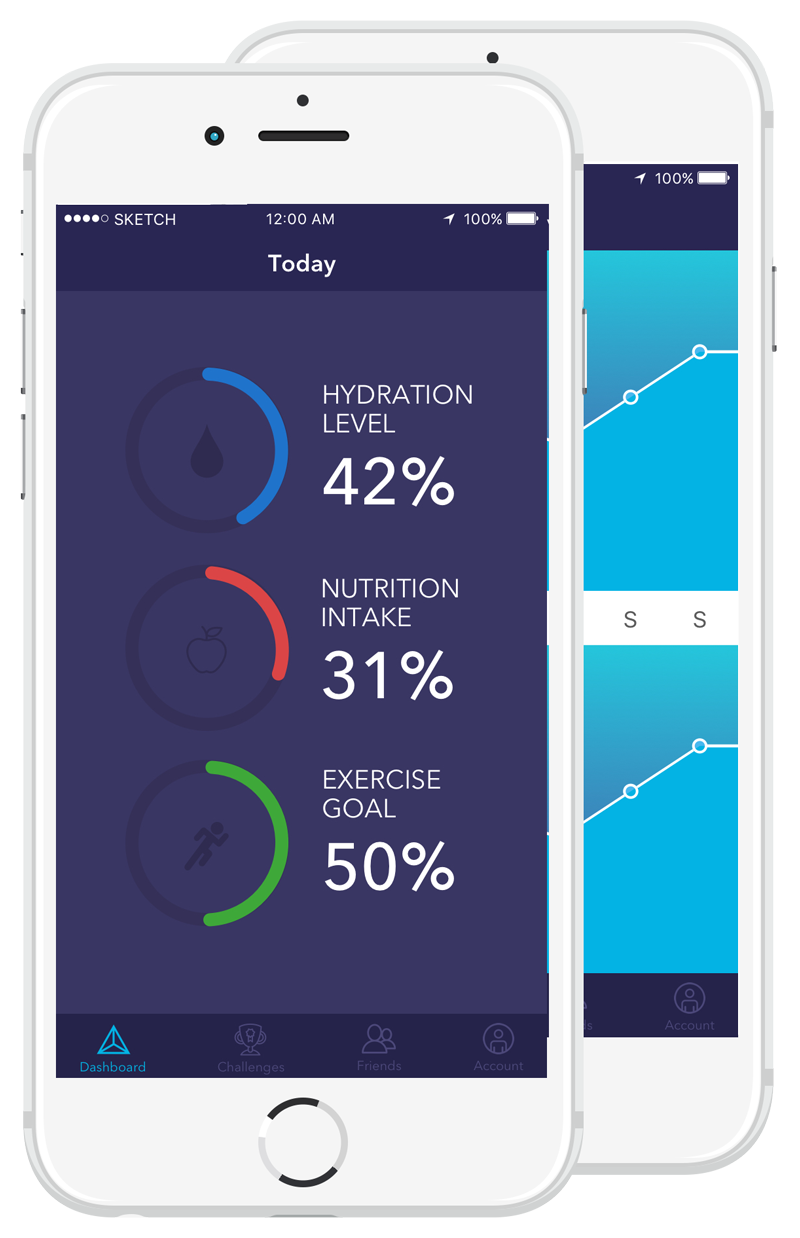 SKETCH 12:00 AM 100%
Today
HYDRATION
LEVEL
42%
NUTRITION
INTAKE
31%
EXERCISE
GOAL
50%
Dashboard Challenges Friends Account
100%
S S
Account